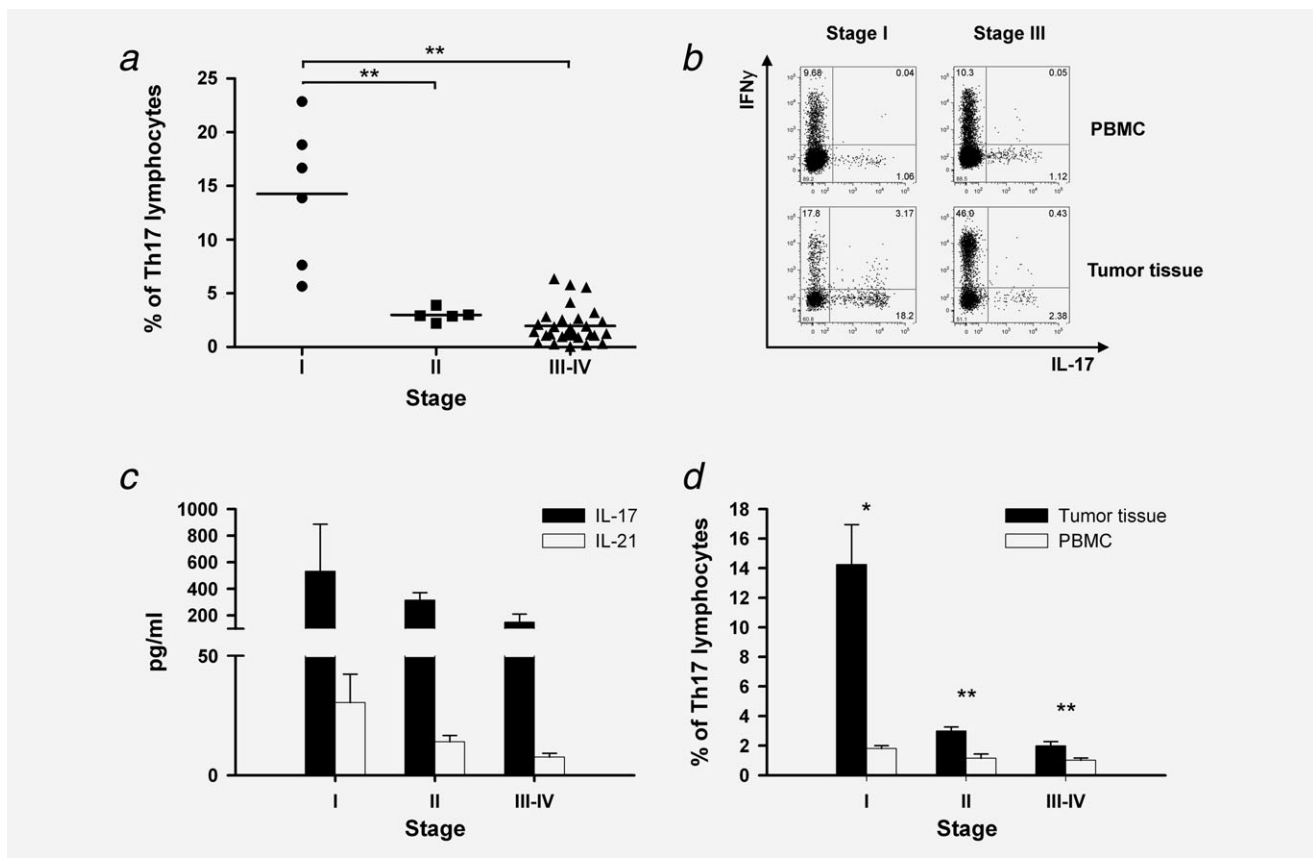 a
**
**
25
20
15
10
5
0
% of Th17 lymphocytes
I
II
III-IV
Stage
b
Stage I
Stage III
IFNγ
9.68
0.04
1.06
10.3
0.05
1.12
PBMC
17.8
3.17
18.2
46.0
0.43
2.38
Tumor tissue
IL-17
c
1000
800
600
400
200
50
0
pg/ml
IL-17
IL-21
I
II
III-IV
Stage
d
18
16
14
12
10
8
6
4
2
0
% of Th17 lymphocytes
*
**
**
Tumor tissue
PBMC
I
II
III-IV
Stage